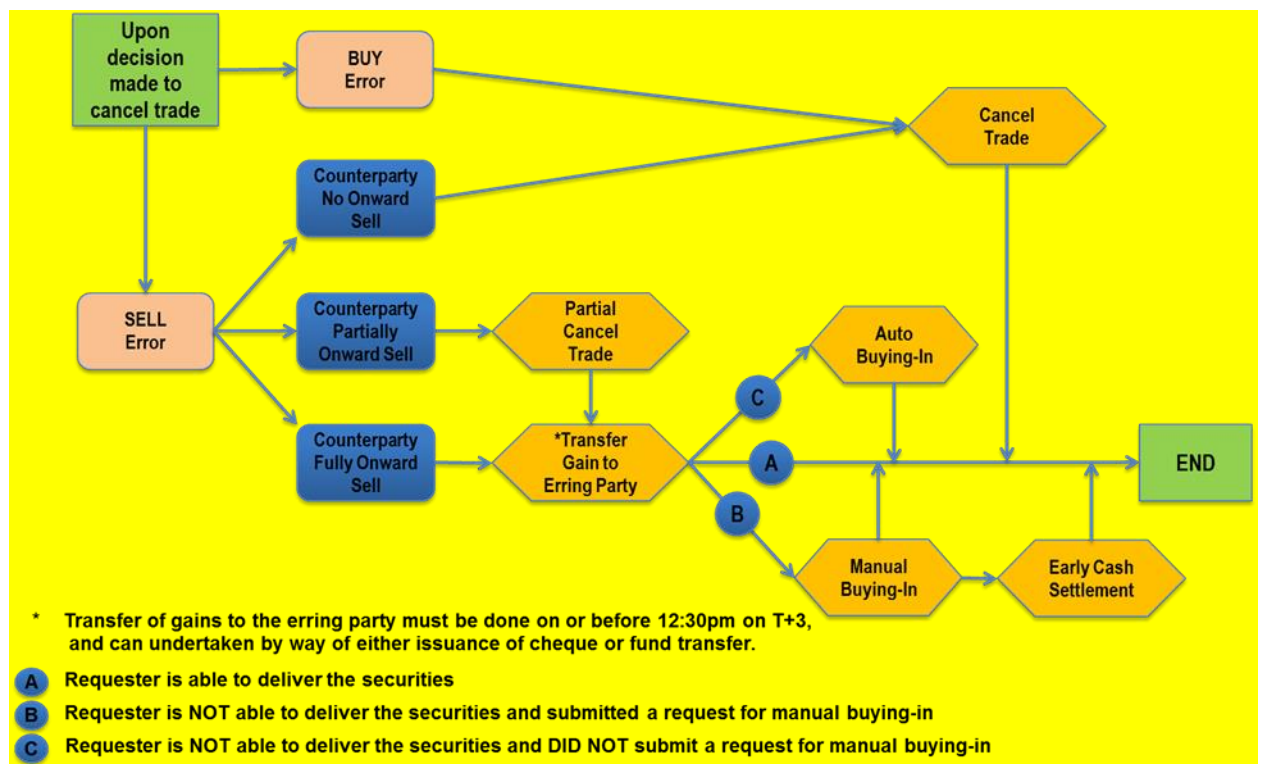 Upon
decision
made to
cancel trade
BUY
Error
Cancel
Trade
Counterparty
No Onward
Sell
SELL
Error
Counterparty
Partially
Onward Sell
Partial
Cancel
Trade
Auto
Buying-In
C
Counterparty
Fully Onward
Sell
*Transfer
Gain to
Erring Party
A
END
B
Manual
Buying-In
Early Cash
Settlement
* Transfer of gains to the erring party must be done on or before 12:30pm on T+3,
and can undertaken by way of either issuance of cheque or fund transfer.
A Requester is able to deliver the securities
B Requester is NOT able to deliver the securities and submitted a request for manual buying-in
C Requester is NOT able to deliver the securities and DID NOT submit a request for manual buying-in